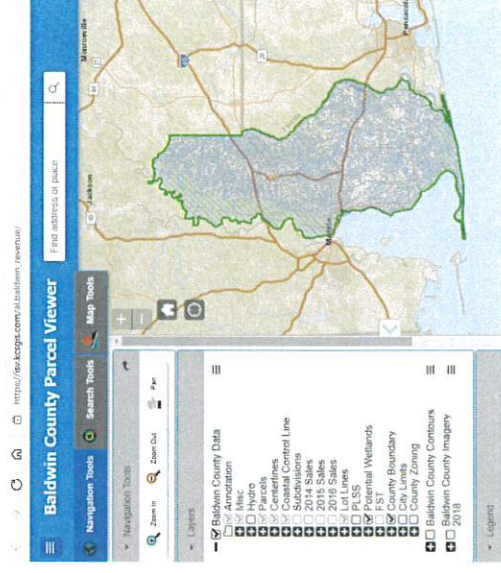 https://isv.kcsgis.com/al.baldwin_revenue/
Baldwin County Parcel Viewer
Find address or place
Navigation Tools
Search Tools
Map Tools
Navigation Tools
Zoom In
Zoom Out
Pan
Layers
Baldwin County Data
Annotation
Misc
Hydro
Parcels
Centerlines
Coastal Control Line
Subdivisions
2014 Sales
2015 Sales
2016 Sales
Lot Lines
PLSS
Potential Wetlands
FST
County Boundary
City Limits
County Zoning
Baldwin County Contours
Baldwin County Imagery
2018
Legend
Monroeville
Jackson
Mobile